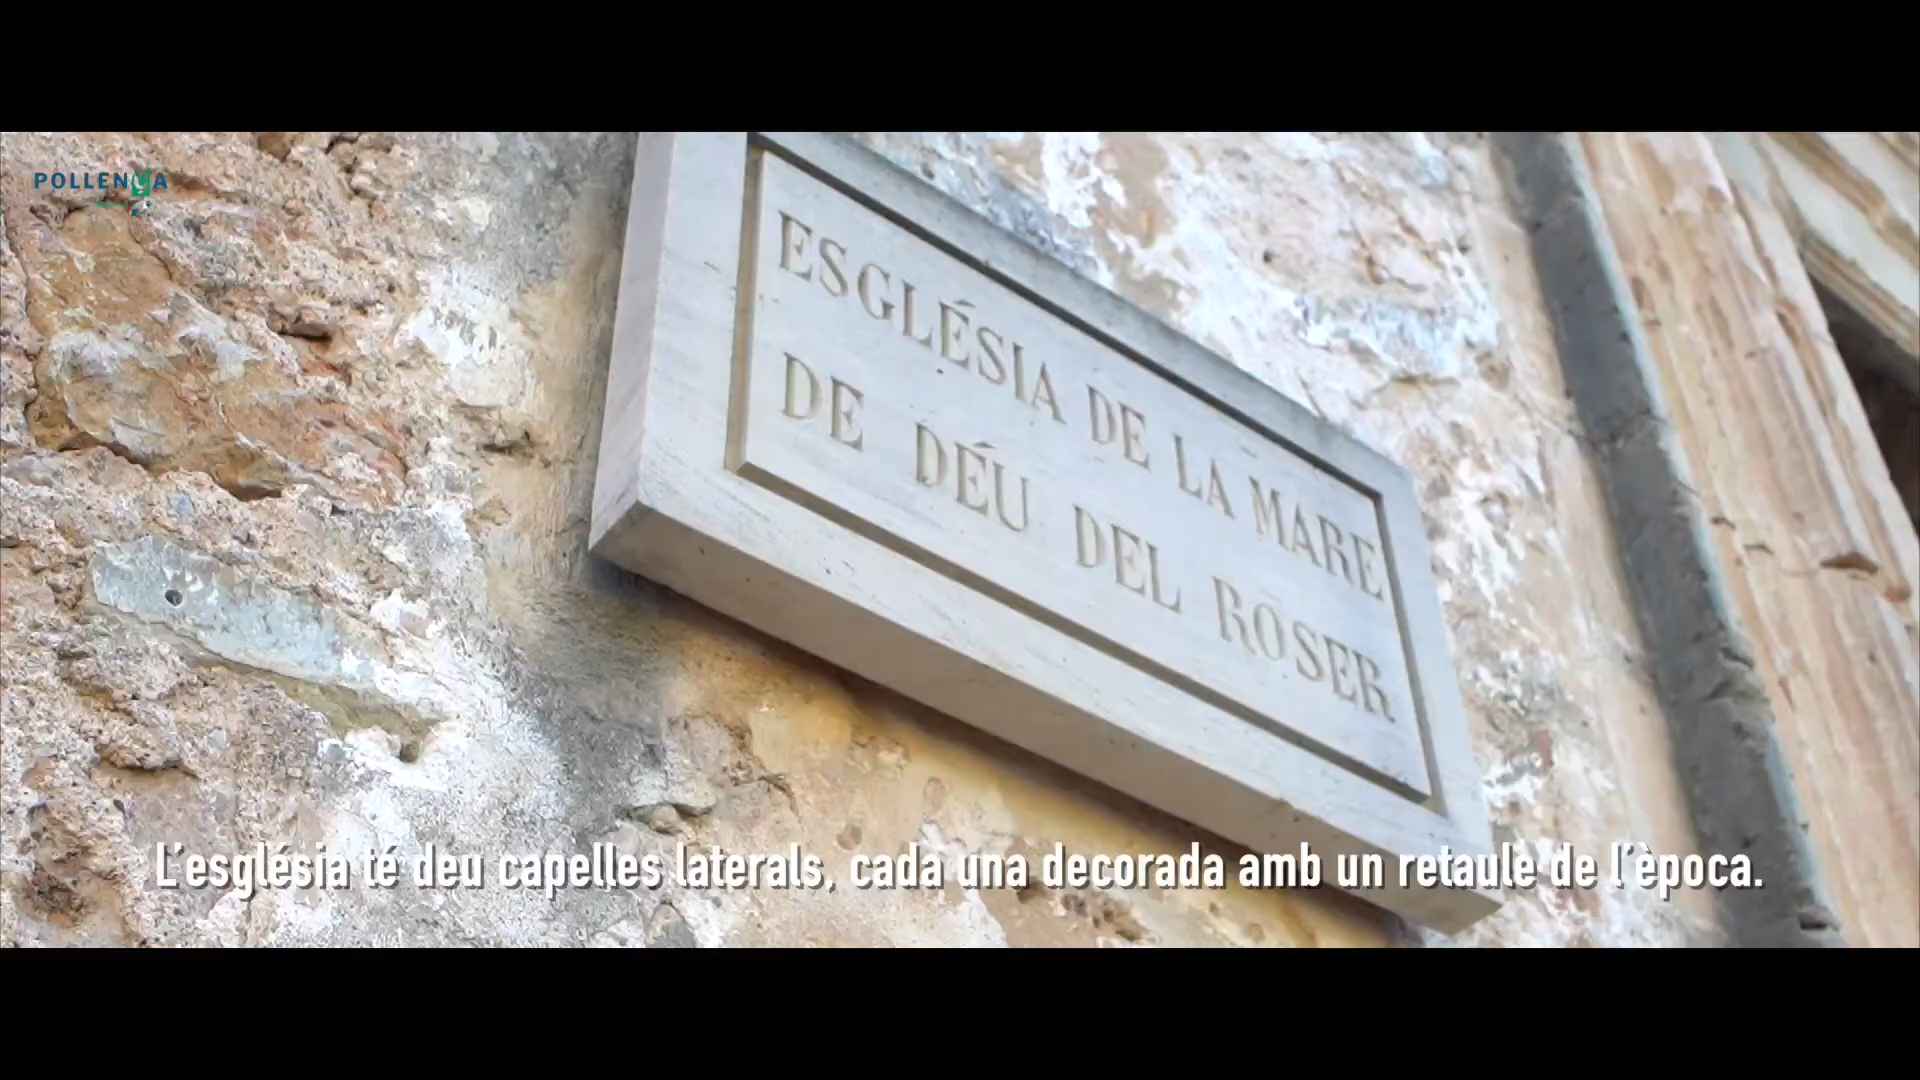 POLLENÇA
ESGLÉSIA DE LA MARE
DE DÉU DEL ROSER
L'església té deu capelles laterals, cada una decorada amb un retaule de l'època.